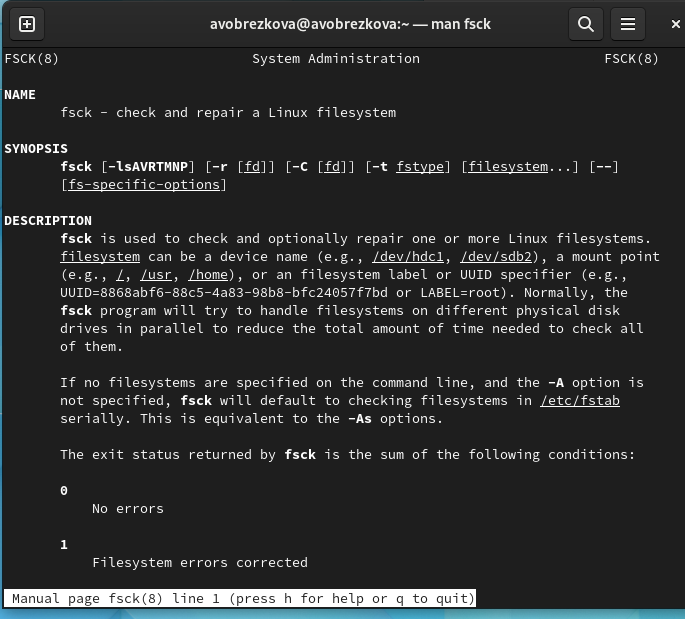 avobrezkova@avobrezkova:~ — man fsck
FSCK(8) System Administration FSCK(8)
NAME
fsck - check and repair a Linux filesystem
SYNOPSIS
fsck [-lsAVRTMNP] [-r [fd]] [-C [fd]] [-t fstype] [filesystem...] [--]
[fs-specific-options]
DESCRIPTION
fsck is used to check and optionally repair one or more Linux filesystems.
filesystem can be a device name (e.g., /dev/hdc1, /dev/sdb2), a mount point
(e.g., /, /usr, /home), or an filesystem label or UUID specifier (e.g.,
UUID=8868abf6-88c5-4a83-98b8-bfc24057f7bd or LABEL=root). Normally, the
fsck program will try to handle filesystems on different physical disk
drives in parallel to reduce the total amount of time needed to check all
of them.
If no filesystems are specified on the command line, and the -A option is
not specified, fsck will default to checking filesystems in /etc/fstab
serially. This is equivalent to the -As options.
The exit status returned by fsck is the sum of the following conditions:
0
No errors
1
Filesystem errors corrected
Manual page fsck(8) line 1 (press h for help or q to quit)